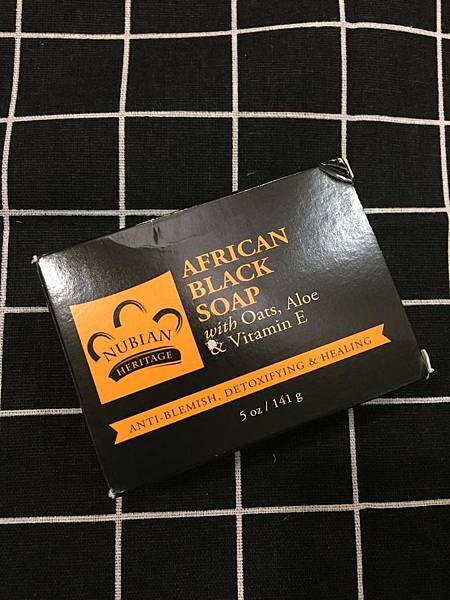 NUBIAN
HERITAGE
AFRICAN
BLACK
SOAP
with Oats, Aloe
& Vitamin E
ANTI-BLEMISH, DETOXIFYING & HEALING
5 oz / 141 g